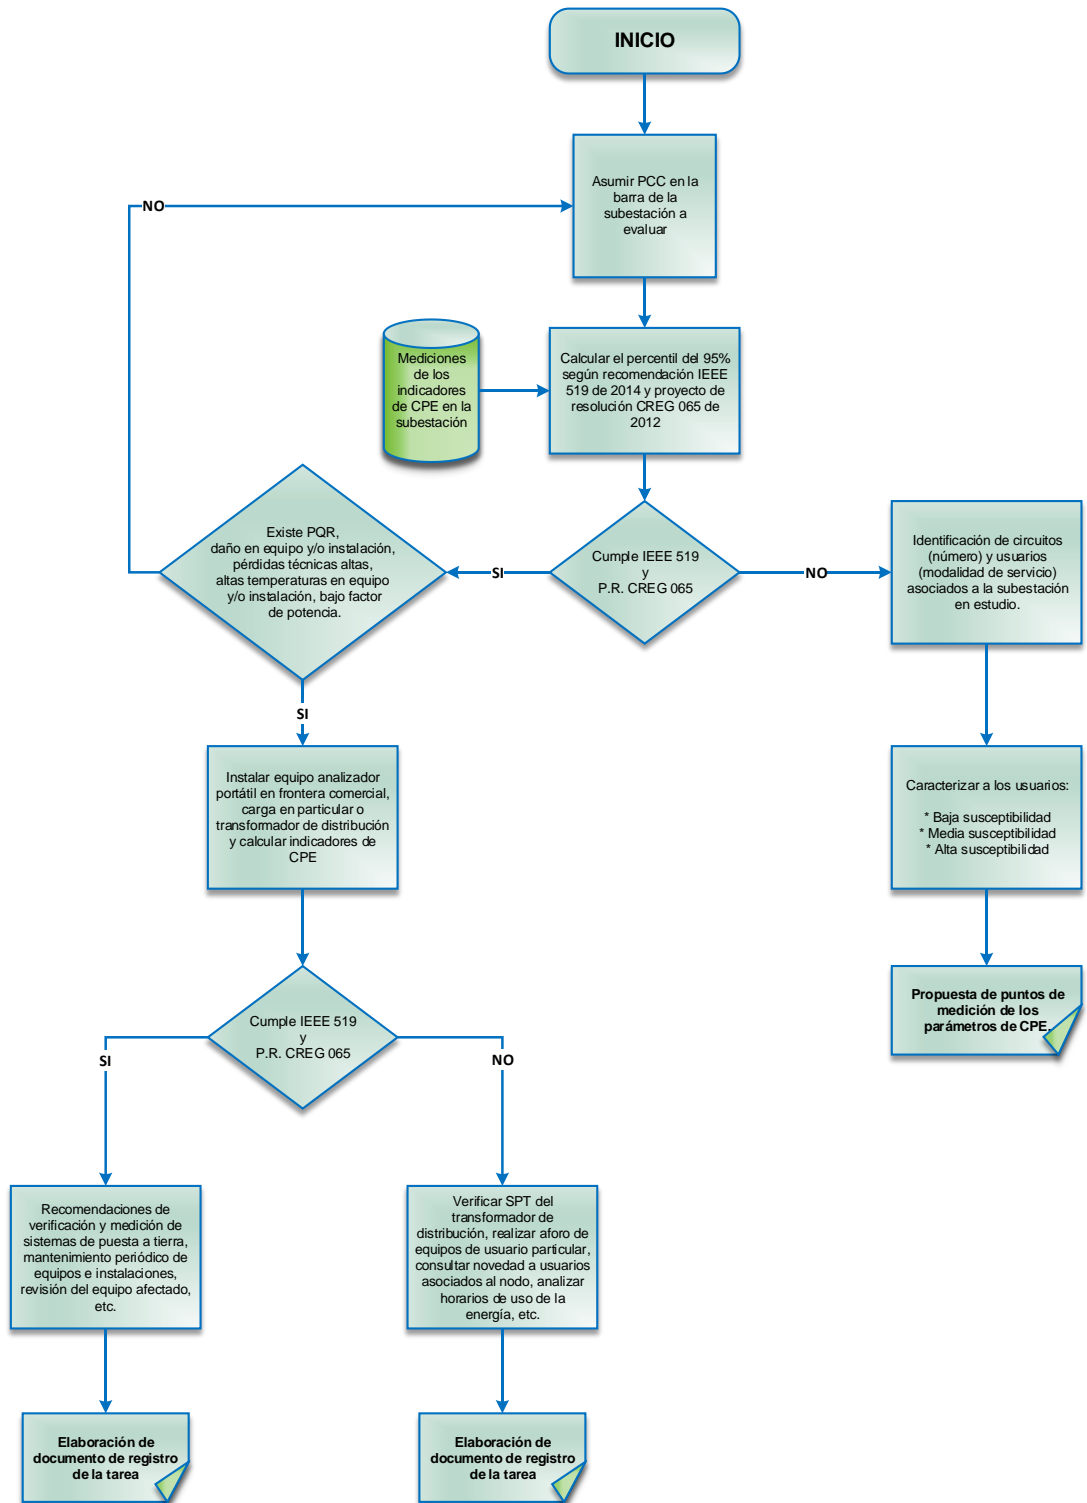 INICIO
Asumir PCC en la
barra de la
subestación a
evaluar
NO
Mediciones
de los
indicadores
de CPE en la
subestación
Calcular el percentil del 95%
según recomendación IEEE
519 de 2014 y proyecto de
resolución CREG 065 de
2012
Existe PQR,
daño en equipo y/o instalación,
pérdidas técnicas altas,
altas temperaturas en equipo
y/o instalación, bajo factor
de potencia.
SI
Cumple IEEE 519
y
P.R. CREG 065
NO
Identificación de circuitos
(número) y usuarios
(modalidad de servicio)
asociados a la subestación
en estudio.
SI
Instalar equipo analizador
portátil en frontera comercial,
carga en particular o
transformador de distribución
y calcular indicadores de
CPE
Caracterizar a los usuarios:
* Baja susceptibilidad
* Media susceptibilidad
* Alta susceptibilidad
Cumple IEEE 519
y
P.R. CREG 065
Propuesta de puntos de
medición de los
parámetros de CPE.
SI
NO
Recomendaciones de
verificación y medición de
sistemas de puesta a tierra,
mantenimiento periódico de
equipos e instalaciones,
revisión del equipo afectado,
etc.
Verificar SPT del
transformador de
distribución, realizar aforo de
equipos de usuario particular,
consultar novedad a usuarios
asociados al nodo, analizar
horarios de uso de la
energía, etc.
Elaboración de
documento de registro
de la tarea
Elaboración de
documento de registro
de la tarea